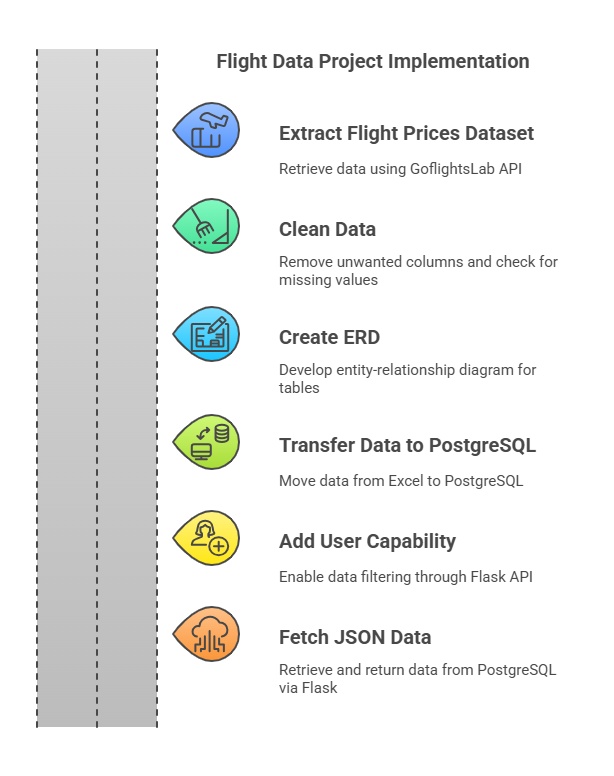 Flight Data Project Implementation
Extract Flight Prices Dataset
Retrieve data using GoflightsLab API
Clean Data
Remove unwanted columns and check for
missing values
Create ERD
Develop entity-relationship diagram for
tables
Transfer Data to PostgreSQL
Move data from Excel to PostgreSQL
Add User Capability
Enable data filtering through Flask API
Fetch JSON Data
Retrieve and return data from PostgreSQL
via Flask